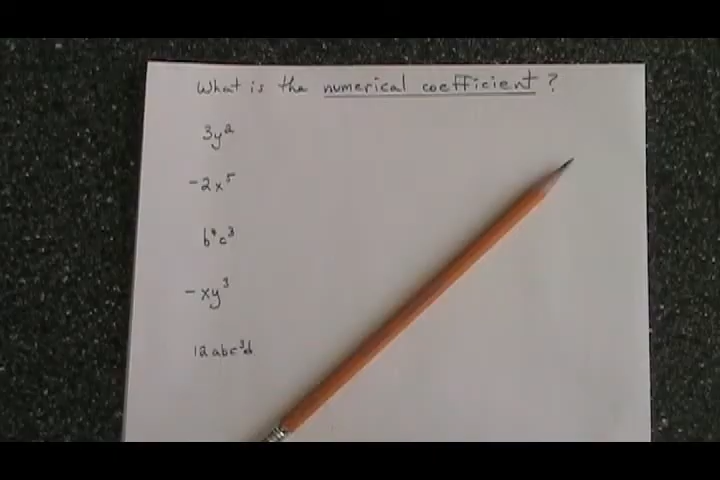 What is the numerical coefficient ?
3y²
-2x⁵
b⁴c³
-xy³
12abc³d